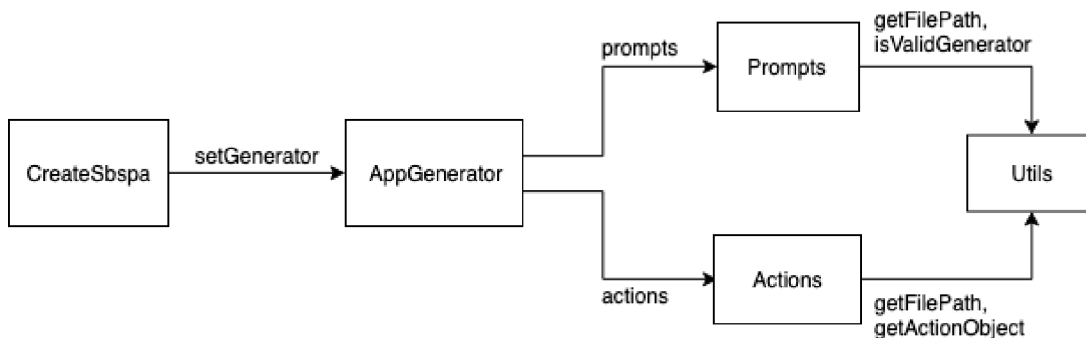 CreateSbspa
setGenerator
AppGenerator
prompts
Prompts
getFilePath,
isValidGenerator
actions
Actions
getFilePath,
getActionObject
Utils